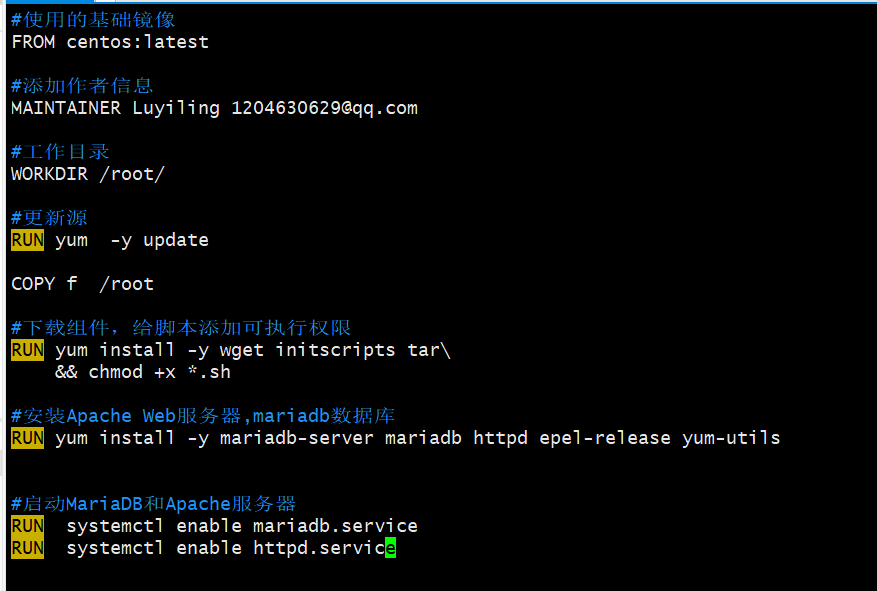 #使用的基础镜像
FROM centos:latest
#添加作者信息
MAINTAINER Luyiling 1204630629@qq.com
#工作目录
WORKDIR /root/
#更新源
RUN yum  -y update
COPY f  /root
#下载组件，给脚本添加可执行权限
RUN yum install -y wget initscripts tar\
    && chmod +x *.sh
#安装Apache Web服务器,mariadb数据库
RUN yum install -y mariadb-server mariadb httpd epel-release yum-utils
#启动MariaDB和Apache服务器
RUN  systemctl enable mariadb.service
RUN  systemctl enable httpd.service